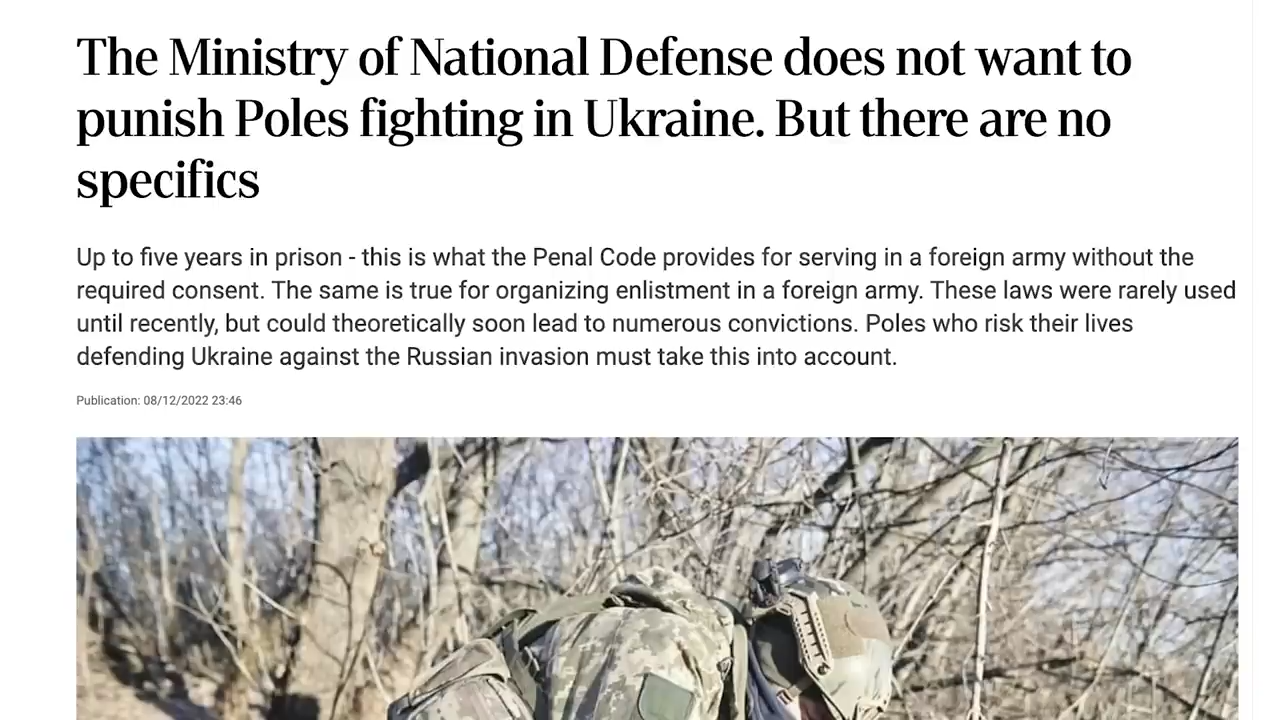 The Ministry of National Defense does not want to
punish Poles fighting in Ukraine. But there are no
specifics
Up to five years in prison - this is what the Penal Code provides for serving in a foreign army without the
required consent. The same is true for organizing enlistment in a foreign army. These laws were rarely used
until recently, but could theoretically soon lead to numerous convictions. Poles who risk their lives
defending Ukraine against the Russian invasion must take this into account.
Publication: 08/12/2022 23:46